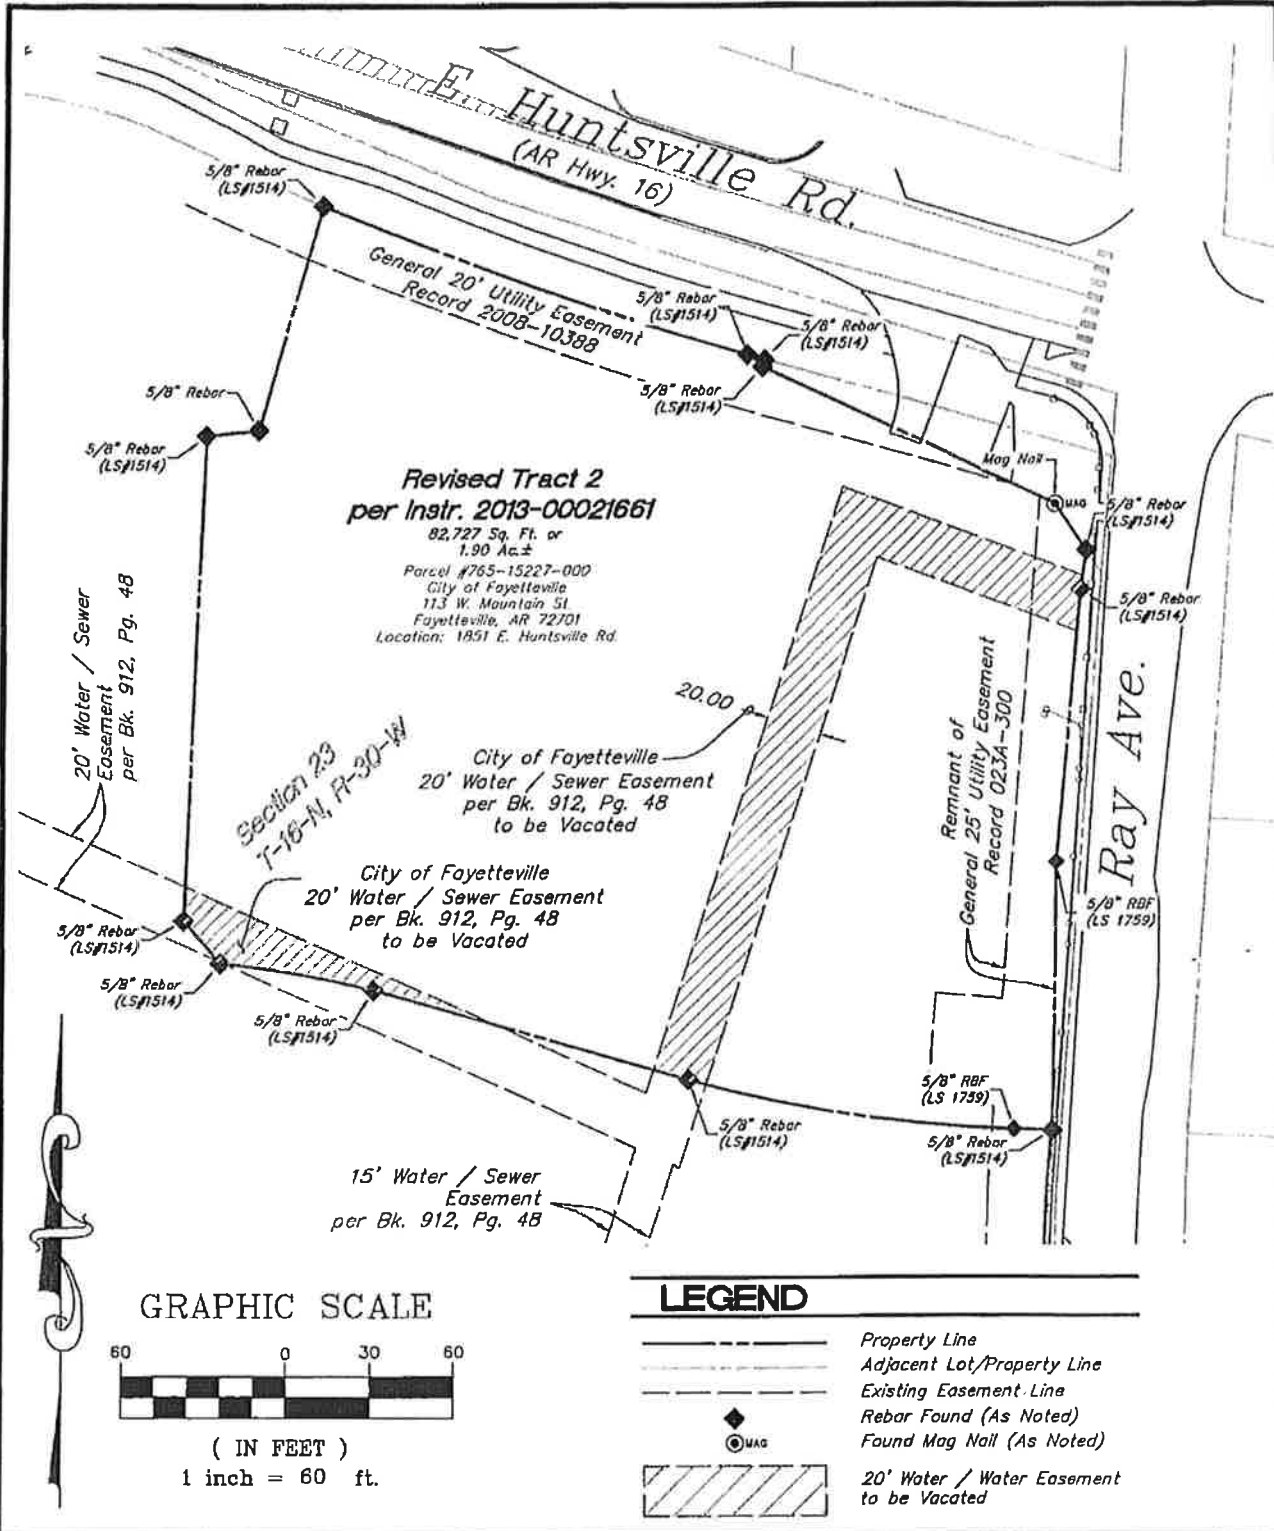 E. Huntsville Rd.
(AR Hwy. 16)
5/8" Rebar
(LS#1514)
General 20' Utility Easement
Record 2008-10388
5/8" Rebar
(LS#1514)
5/8" Rebar
(LS#1514)
5/8" Rebar
(LS#1514)
5/8" Rebar
5/8" Rebar
(LS#1514)
Mag Nail
MAG
5/8" Rebar
(LS#1514)
Revised Tract 2
per Instr. 2013-00021661
82,727 Sq. Ft. or
1.90 Ac.±
Parcel #765-15227-000
City of Fayetteville
113 W. Mountain St.
Fayetteville, AR 72701
Location: 1851 E. Huntsville Rd.
5/8" Rebar
(LS#1514)
20' Water / Sewer
Easement
per Bk. 912, Pg. 48
20.00
Remnant of
General 25' Utility Easement
Record 023A-300
Ray Ave.
Section 23
T-16-N, R-30-W
City of Fayetteville
20' Water / Sewer Easement
per Bk. 912, Pg. 48
to be Vacated
City of Fayetteville
20' Water / Sewer Easement
per Bk. 912, Pg. 48
to be Vacated
5/8" RBF
(LS 1759)
5/8" Rebar
(LS#1514)
5/8" Rebar
(LS#1514)
5/8" Rebar
(LS#1514)
5/8" RBF
(LS 1759)
5/8" Rebar
(LS#1514)
5/8" Rebar
(LS#1514)
15' Water / Sewer
Easement
per Bk. 912, Pg. 48
GRAPHIC SCALE
60 0 30 60
( IN FEET )
1 inch = 60 ft.
LEGEND
Property Line
Adjacent Lot/Property Line
Existing Easement Line
Rebar Found (As Noted)
MAG
Found Mag Nail (As Noted)
20' Water / Water Easement
to be Vacated